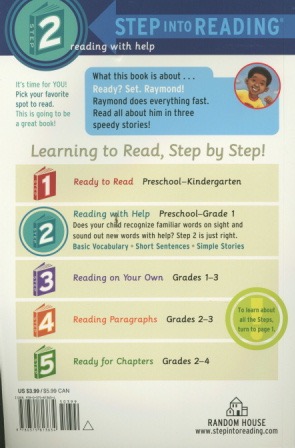 STEP
2
STEP INTO READING®
reading with help
It's time for YOU!
Pick your favorite
spot to read.
This is going to be
a great book!
What this book is about . . .
Ready? Set. Raymond!
Raymond does everything fast.
Read all about him in three
speedy stories!
Learning to Read, Step by Step!
STEP 1 Ready to Read Preschool–Kindergarten
STEP 2 Reading with Help Preschool–Grade 1
Does your child recognize familiar words on sight and
sound out new words with help? Step 2 is just right.
Basic Vocabulary • Short Sentences • Simple Stories
STEP 3 Reading on Your Own Grades 1–3
STEP 4 Reading Paragraphs Grades 2–3
STEP 5 Ready for Chapters Grades 2–4
To learn about
all the Steps,
turn to page 1.
US $3.99 / $5.99 CAN
RANDOM HOUSE
www.stepintoreading.com